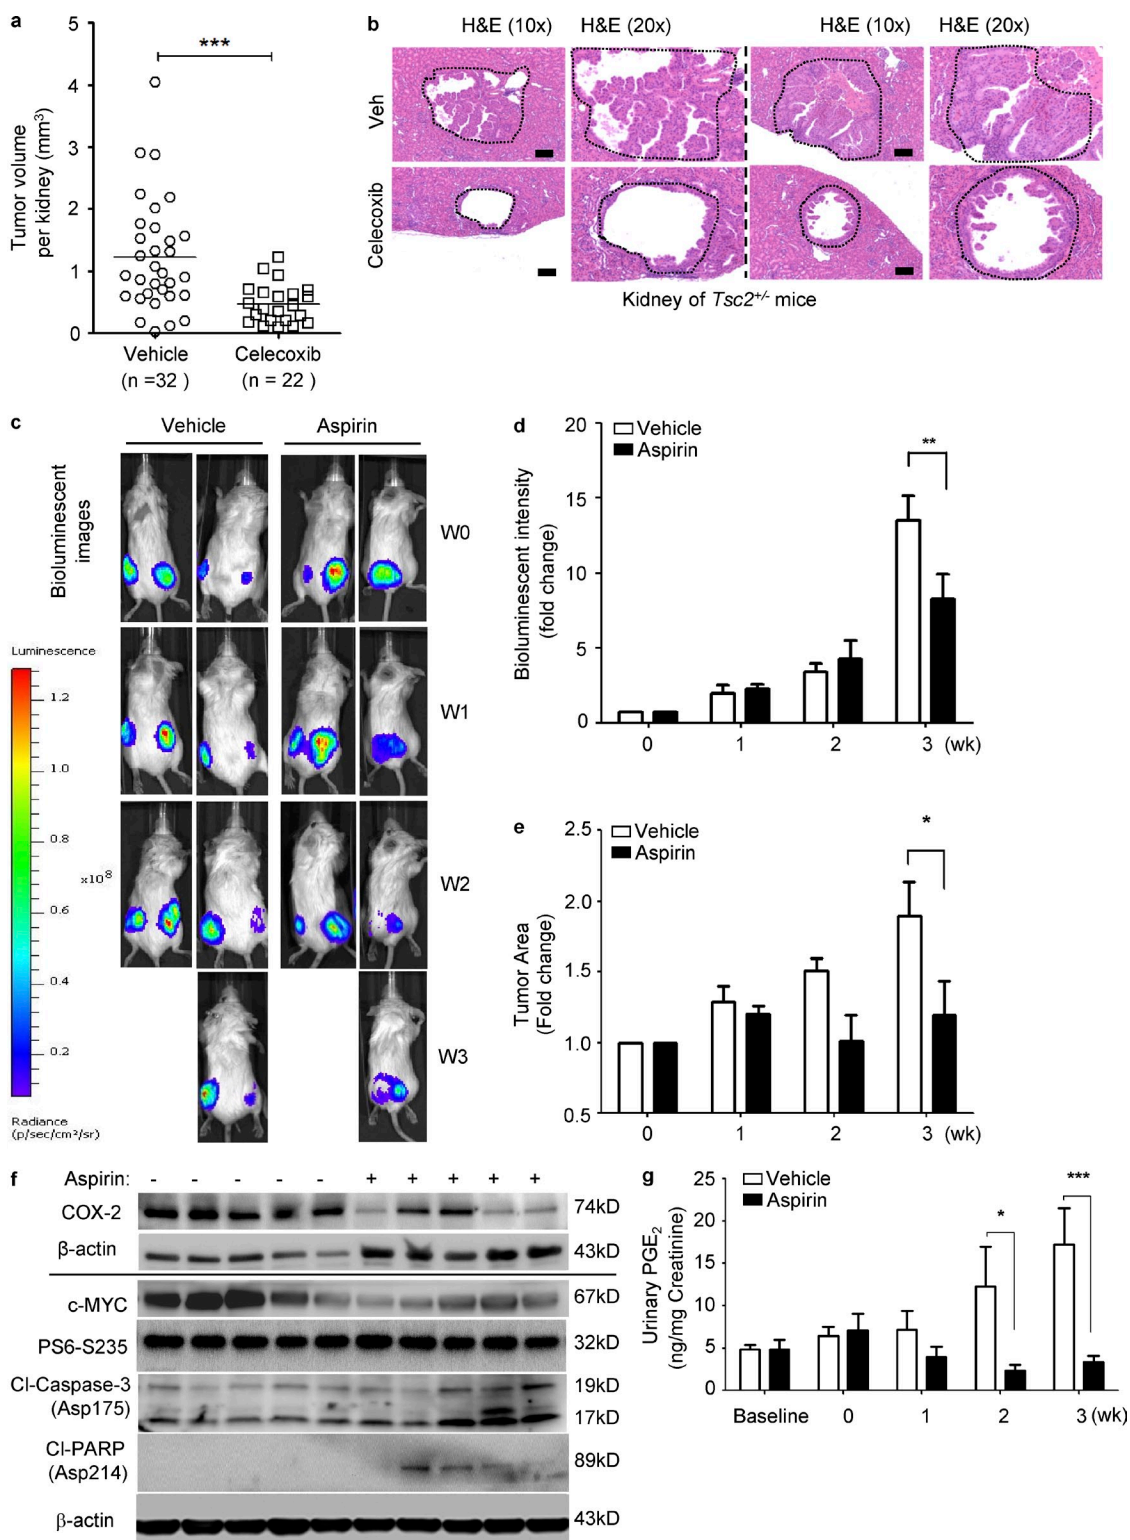 a
5
4
3
2
1
0
Tumor volume
per kidney (mm³)
***
Vehicle
(n =32 )
Celecoxib
(n = 22 )
b
H&E (10x)
H&E (20x)
H&E (10x)
H&E (20x)
Veh
Celecoxib
Kidney of Tsc2+/- mice
c
Vehicle
Aspirin
Bioluminescent
images
W0
W1
W2
W3
Luminescence
1.2
1.0
0.8
x10⁸
0.6
0.4
0.2
Radiance
(p/sec/cm²/sr)
d
Vehicle
Aspirin
**
Bioluminescent intensity
(fold change)
20
15
10
5
0
0 1 2 3 (wk)
e
Vehicle
Aspirin
*
Tumor Area
(Fold change)
2.5
2.0
1.5
1.0
0.5
0 1 2 3 (wk)
f
Aspirin: - - - - - + + + + +
COX-2 74kD
β-actin 43kD
c-MYC 67kD
PS6-S235 32kD
Cl-Caspase-3 19kD
(Asp175) 17kD
Cl-PARP
(Asp214) 89kD
β-actin 43kD
g
Vehicle
Aspirin
*
***
Urinary PGE₂
(ng/mg Creatinine)
25
20
15
10
5
0
Baseline 0 1 2 3 (wk)